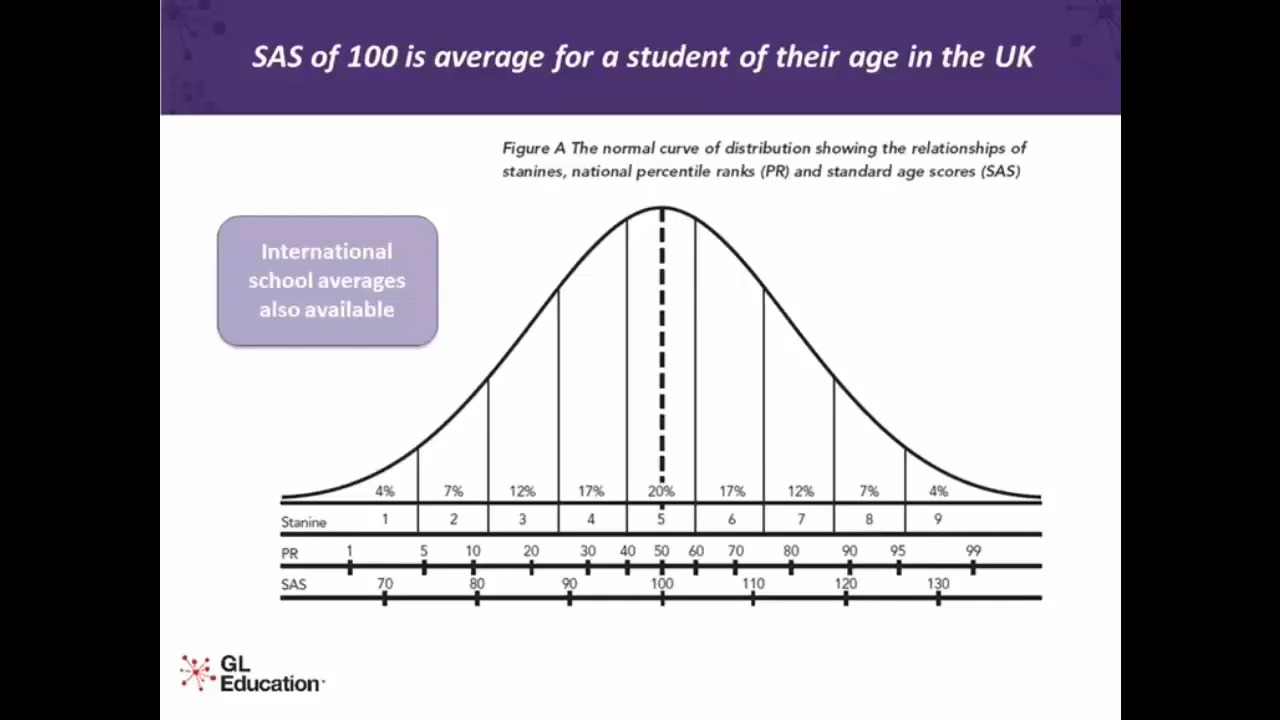 SAS of 100 is average for a student of their age in the UK
Figure A The normal curve of distribution showing the relationships of
stanines, national percentile ranks (PR) and standard age scores (SAS)
International
school averages
also available
4% 7% 12% 17% 20% 17% 12% 7% 4%
Stanine 1 2 3 4 5 6 7 8 9
PR 1 5 10 20 30 40 50 60 70 80 90 95 99
SAS 70 80 90 100 110 120 130
GL
Education